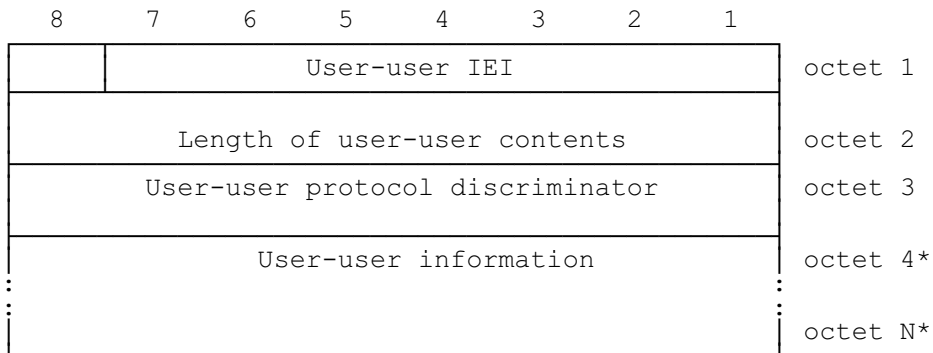 8 7 6 5 4 3 2 1
User-user IEI octet 1
Length of user-user contents octet 2
User-user protocol discriminator octet 3
User-user information octet 4*
octet N*